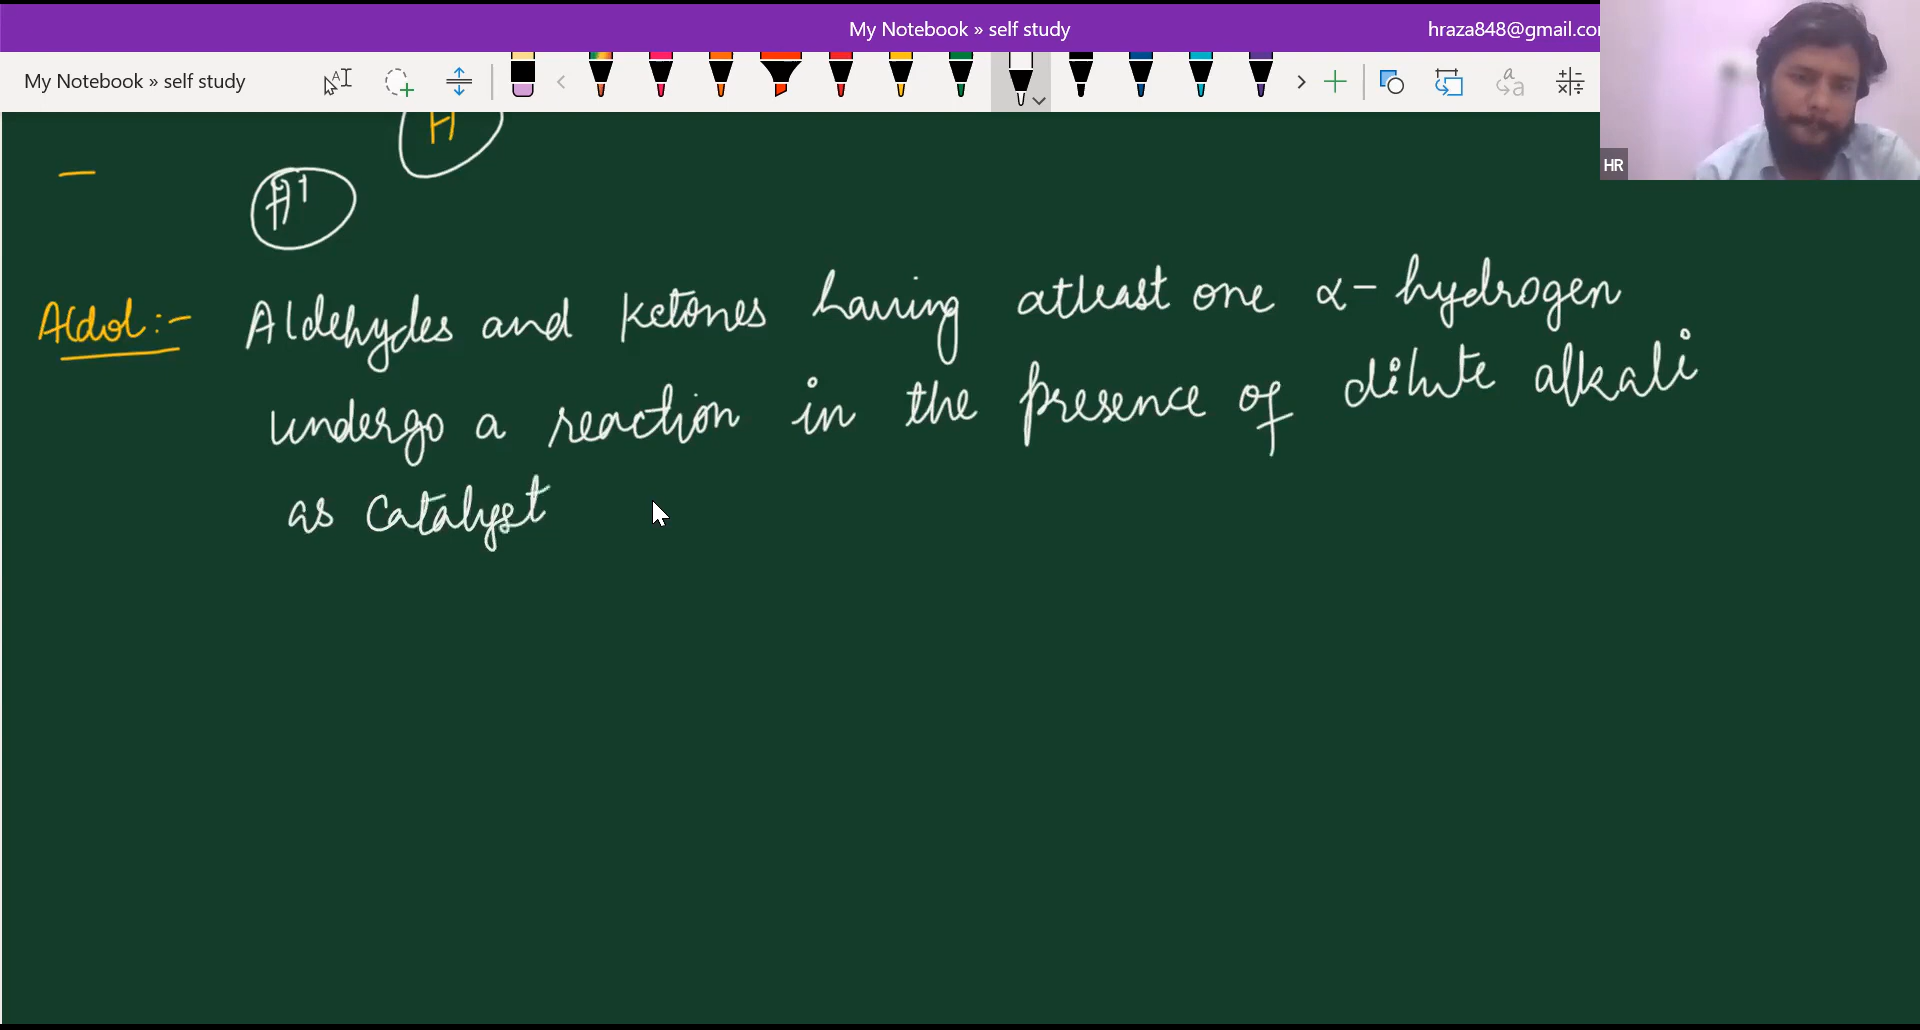 My Notebook » self study
hraza848@gmail.co
My Notebook » self study
HR
H
Aldol:- Aldehydes and ketones having atleast one α-hydrogen
undergo a reaction in the presence of dilute alkali
as catalyst